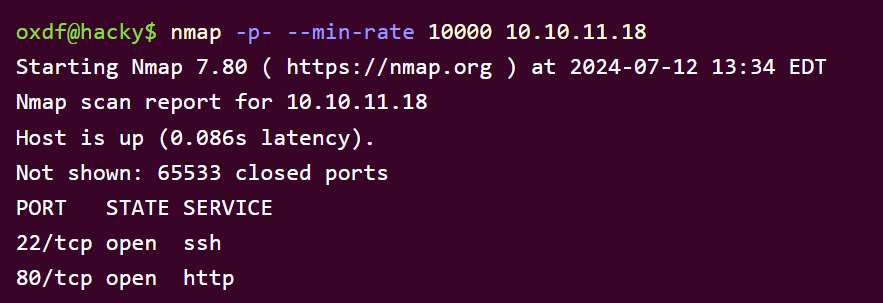 oxdf@hacky$ nmap -p- --min-rate 10000 10.10.11.18
Starting Nmap 7.80 ( https://nmap.org ) at 2024-07-12 13:34 EDT
Nmap scan report for 10.10.11.18
Host is up (0.086s latency).
Not shown: 65533 closed ports
PORT   STATE SERVICE
22/tcp open  ssh
80/tcp open  http